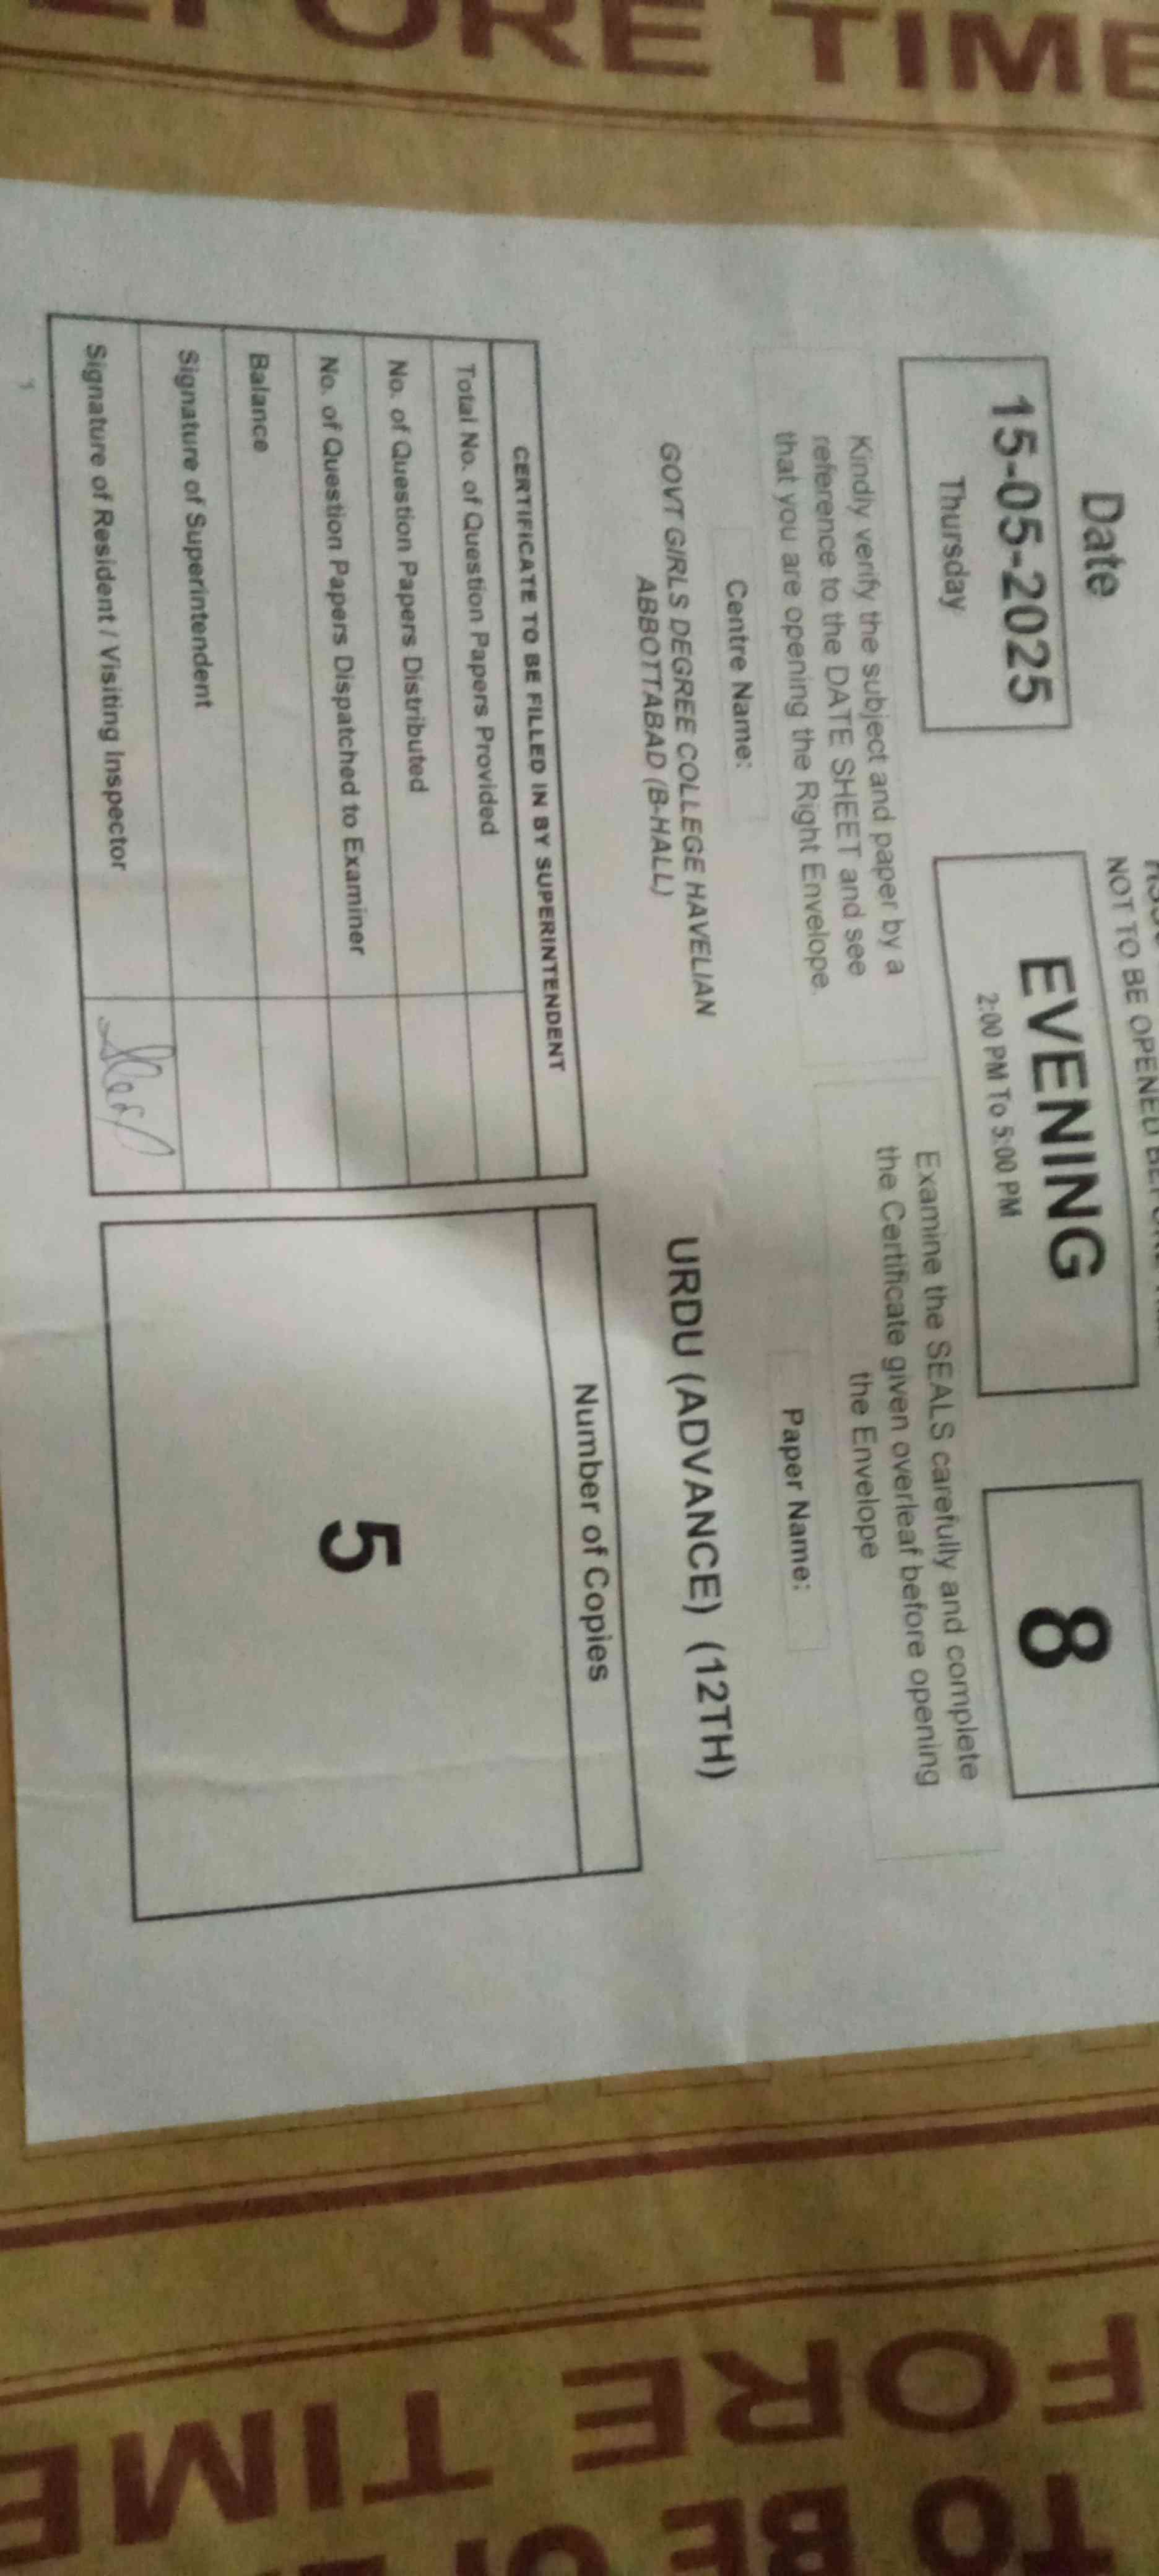 FORE TIME
NOT TO BE OPENED
Date
15-05-2025
Thursday
EVENING
2:00 PM To 5:00 PM
8
Kindly verify the subject and paper by a
reference to the DATE SHEET and see
that you are opening the Right Envelope.
Examine the SEALS carefully and complete
the Certificate given overleaf before opening
the Envelope
Centre Name:
GOVT GIRLS DEGREE COLLEGE HAVELIAN
ABBOTTABAD (B-HALL)
Paper Name:
URDU (ADVANCE) (12TH)
CERTIFICATE TO BE FILLED IN BY SUPERINTENDENT
Total No. of Question Papers Provided
No. of Question Papers Distributed
No. of Question Papers Dispatched to Examiner
Balance
Signature of Superintendent
Signature of Resident / Visiting Inspector
Number of Copies
5
TO BE
FORE
TIME